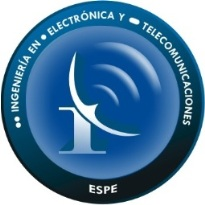 INGENIERÍA EN ELECTRÓNICA Y TELECOMUNICACIONES
ESPE